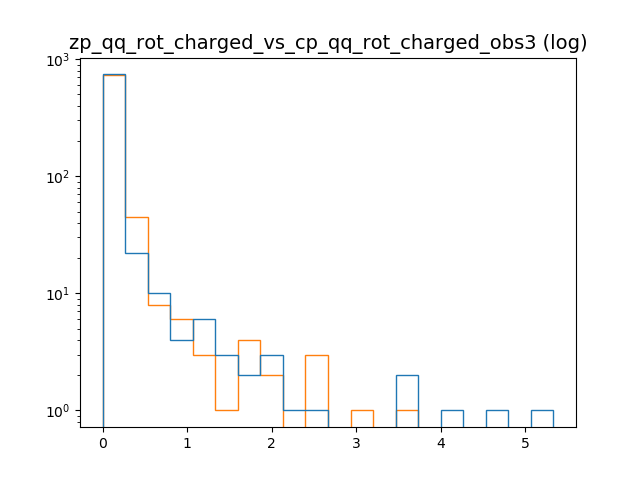 zp_qq_rot_charged_vs_cp_qq_rot_charged_obs3 (log)
10³
10²
10¹
10⁰
0 1 2 3 4 5